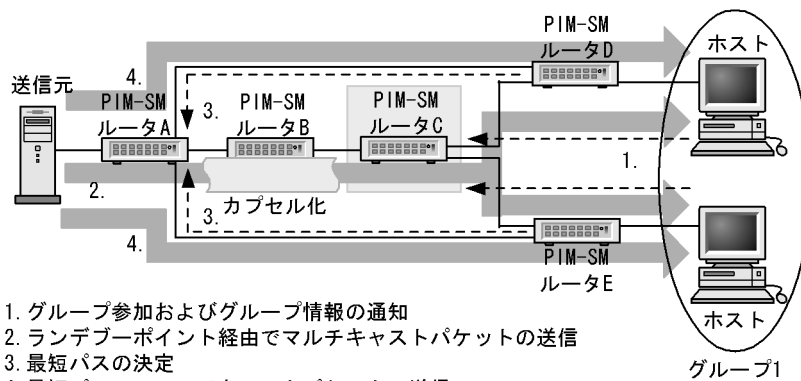 PIM-SM
ルータD
ホスト
4.
送信元
PIM-SM
ルータA
3.
PIM-SM
ルータB
PIM-SM
ルータC
1.
2.
カプセル化
3.
4.
PIM-SM
ルータE
ホスト
グループ1
1. グループ参加およびグループ情報の通知
2. ランデブーポイント経由でマルチキャストパケットの送信
3. 最短パスの決定